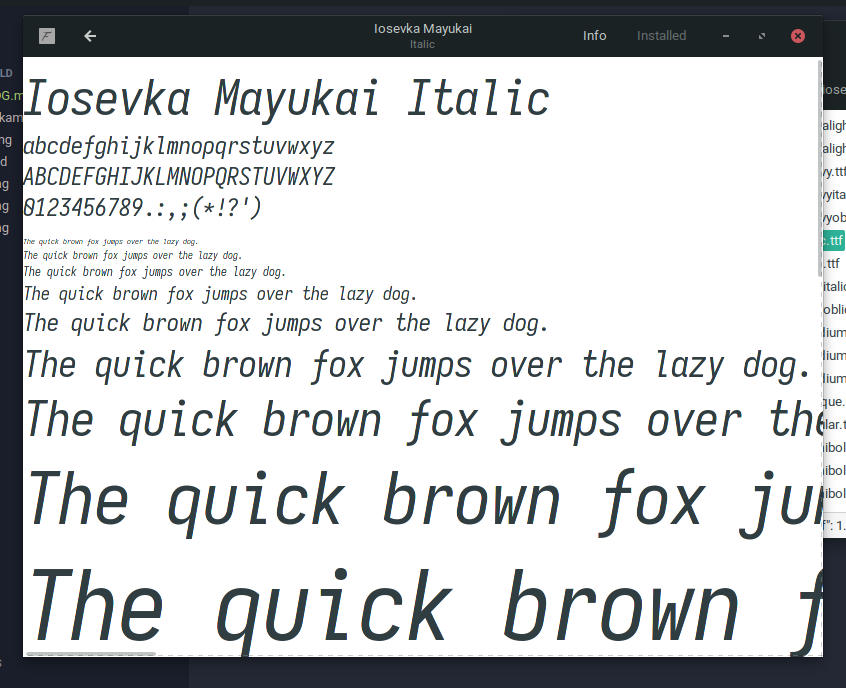 Iosevka Mayukai
Italic
Info
Installed
Iosevka Mayukai Italic
abcdefghijklmnopqrstuvwxyz
ABCDEFGHIJKLMNOPQRSTUVWXYZ
0123456789.:,;(*!?')
The quick brown fox jumps over the lazy dog.
The quick brown fox jumps over the lazy dog.
The quick brown fox jumps over the lazy dog.
The quick brown fox jumps over the lazy dog.
The quick brown fox jumps over the lazy dog.
The quick brown fox jumps over the lazy dog.
The quick brown fox jumps over the
The quick brown fox jum
The quick brown f